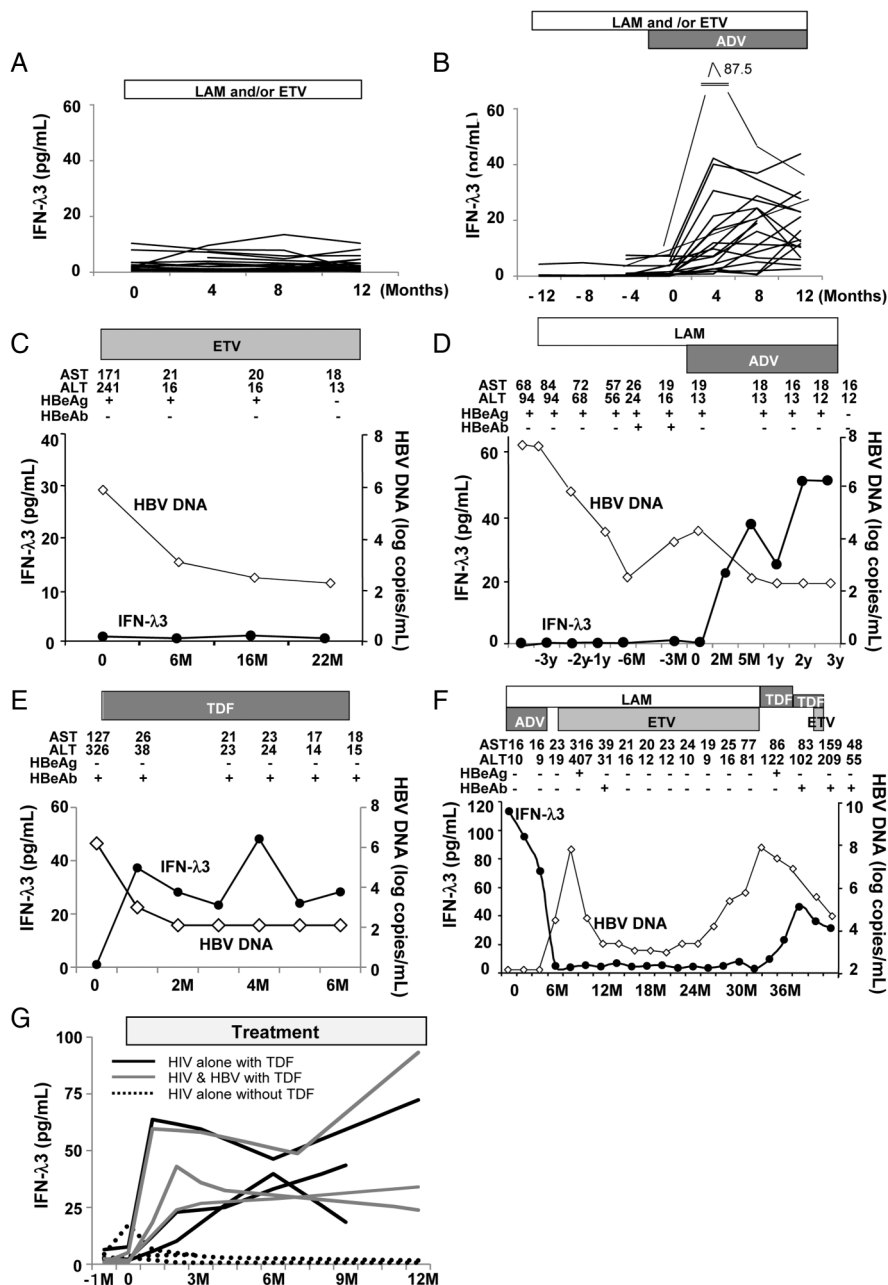 A
LAM and/or ETV
IFN-λ3 (pg/mL)
60
40
20
0
0 4 8 12 (Months)
B
LAM and /or ETV
ADV
87.5
IFN-λ3 (pg/mL)
60
40
20
0
-12 -8 -4 0 4 8 12 (Months)
C
ETV
AST 171 21 20 18
ALT 241 16 16 13
HBeAg + + + -
HBeAb - - - -
IFN-λ3 (pg/mL)
40
30
20
10
0
HBV DNA
IFN-λ3
8
6
4
2
0
HBV DNA (log copies/mL)
0 6M 16M 22M
D
LAM
ADV
AST 68 84 72 57 26 19 19 18 16 18 16
ALT 94 94 68 56 24 16 13 13 13 12 12
HBeAg + + + + - - + + + + -
HBeAb - - - - + + - - - - -
IFN-λ3 (pg/mL)
60
40
20
0
HBV DNA
IFN-λ3
8
6
4
2
0
HBV DNA (log copies/mL)
-3y -2y -1y -6M -3M 0 2M 5M 1y 2y 3y
E
TDF
AST 127 26 21 23 17 18
ALT 326 38 23 24 14 15
HBeAg - - - - - -
HBeAb + + + + + +
IFN-λ3 (pg/mL)
60
40
20
0
IFN-λ3
HBV DNA
8
6
4
2
0
HBV DNA (log copies/mL)
0 2M 4M 6M
F
LAM TDF TDF
ADV ETV ETV
AST 16 16 23 316 39 21 20 23 24 19 25 77 86 83 159 48
ALT 10 9 19 407 31 16 12 12 10 9 16 81 122 102 209 55
HBeAg - - - + - - - - - - - - + - - -
HBeAb - - - - + - - - - - - - - + + +
IFN-λ3 (pg/mL)
120
100
80
60
40
20
0
IFN-λ3
HBV DNA
10
8
6
4
2
HBV DNA (log copies/mL)
0 6M 12M 18M 24M 30M 36M
G
Treatment
HIV alone with TDF
HIV & HBV with TDF
HIV alone without TDF
IFN-λ3 (pg/mL)
100
75
50
25
0
-1M 0 3M 6M 9M 12M